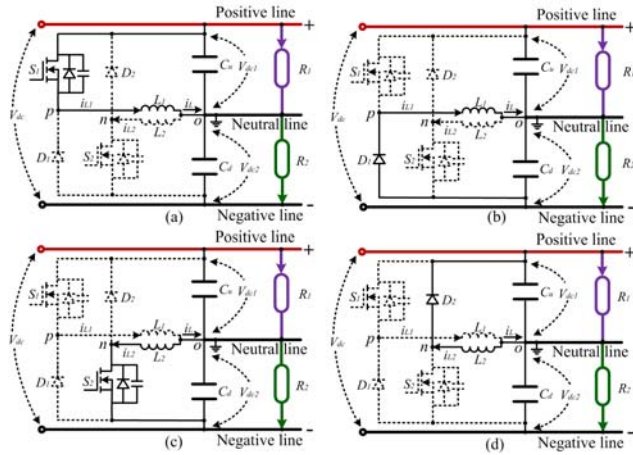 Positive line +
S1 D2 Cu Vdc1 R1
Vdc p iL1 L1 iL
n iL2 L2 o Neutral line
D1 S2 Cd Vdc2 R2
Negative line -
(a)
Positive line +
S1 D2 Cu Vdc1 R1
Vdc p iL1 L1 iL
n iL2 L2 o Neutral line
D1 S2 Cd Vdc2
Negative line -
(b)
Positive line +
S1 D2 Cu Vdc1 R1
Vdc p iL1 L1 iL
n iL2 L2 o Neutral line
D1 S2 Cd Vdc2 R2
Negative line -
(c)
Positive line +
S1 D2 Cu Vdc1 R1
Vdc p iL1 L1 iL
n iL2 L2 o Neutral line
D1 S2 Cd Vdc2 R2
Negative line -
(d)